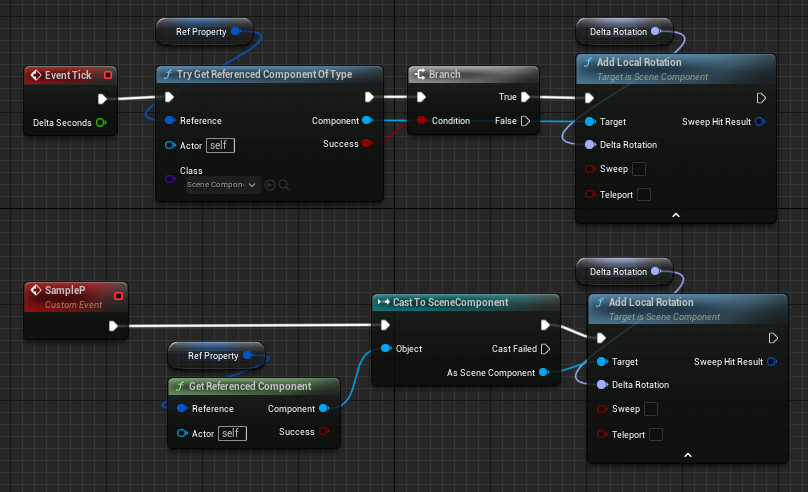 Ref Property
Delta Rotation
Event Tick
Delta Seconds
Try Get Referenced Component Of Type
Reference
Component
Actor
self
Success
Class
Scene Compon
Branch
True
Condition
False
Add Local Rotation
Target is Scene Component
Target
Sweep Hit Result
Delta Rotation
Sweep
Teleport
SampleP
Custom Event
Ref Property
Get Referenced Component
Reference
Component
Actor
self
Success
Cast To SceneComponent
Object
Cast Failed
As Scene Component
Delta Rotation
Add Local Rotation
Target is Scene Component
Target
Sweep Hit Result
Delta Rotation
Sweep
Teleport